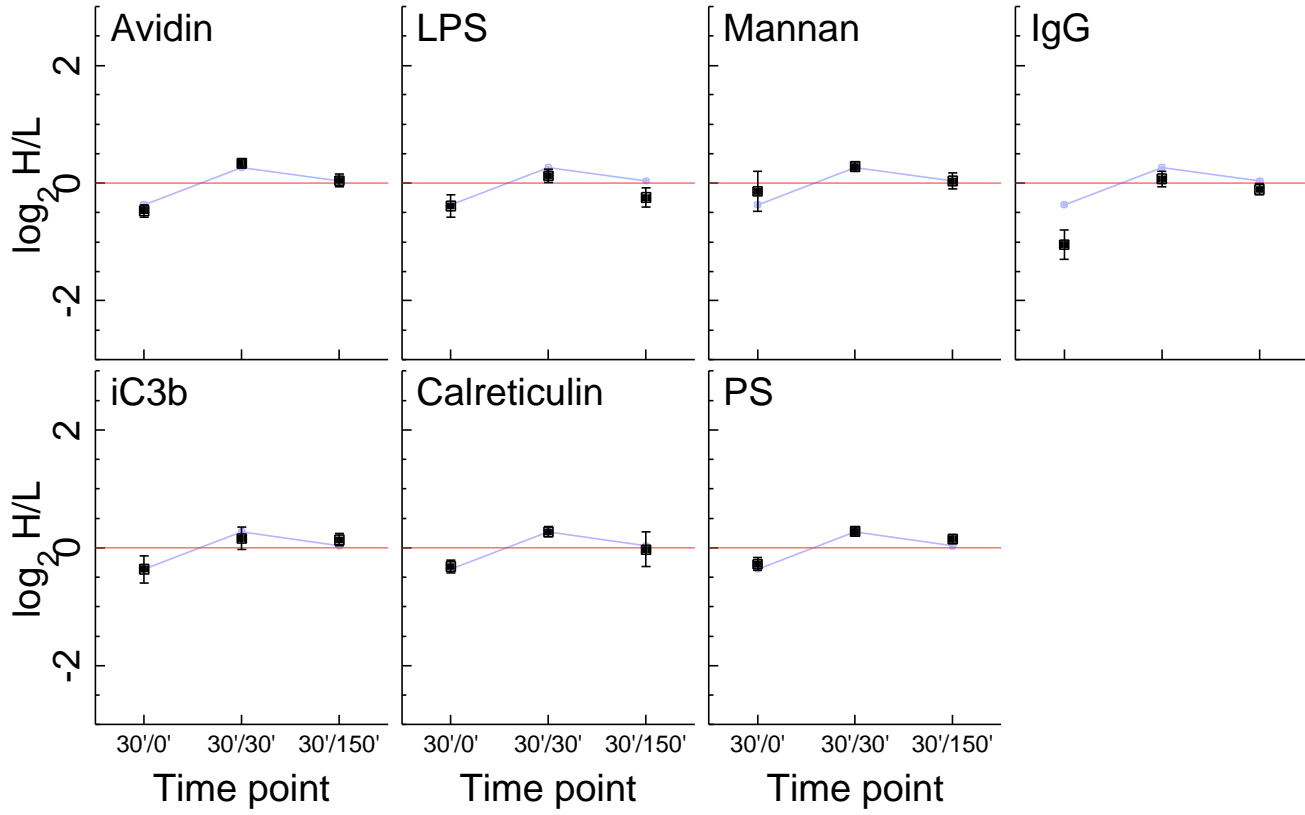 Avidin LPS Mannan IgG
2
0
-2
log2 H/L
iC3b Calreticulin PS
2
0
-2
log2 H/L
30'/0' 30'/30' 30'/150' 30'/0' 30'/30' 30'/150' 30'/0' 30'/30' 30'/150'
Time point Time point Time point